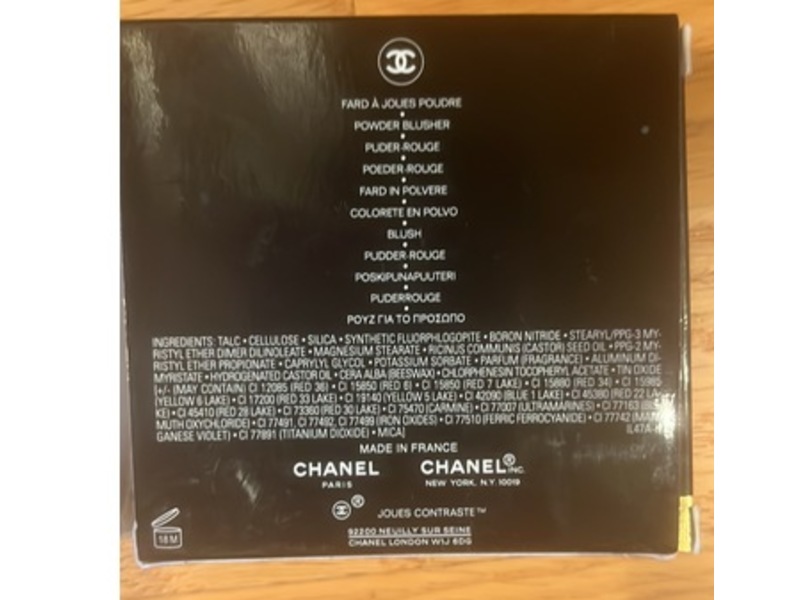 FARD À JOUES POUDRE
POWDER BLUSHER
PUDER-ROUGE
POEDER-ROUGE
FARD IN POLVERE
COLORETE EN POLVO
BLUSH
PUDDER-ROUGE
POSKIPUNAPUUTERI
PUDERROUGE
ΡΟΥΖ ΓΙΑ ΤΟ ΠΡΟΣΩΠΟ
INGREDIENTS: TALC • CELLULOSE • SILICA • SYNTHETIC FLUORPHLOGOPITE • BORON NITRIDE • STEARYL/PPG-3 MY-
RISTYL ETHER DIMER DILINOLEATE • MAGNESIUM STEARATE • RICINUS COMMUNIS (CASTOR) SEED OIL • PPG-2 MY-
RISTYL ETHER PROPIONATE • CAPRYLYL GLYCOL • POTASSIUM SORBATE • PARFUM (FRAGRANCE) • ALUMINUM DI-
MYRISTATE • HYDROGENATED CASTOR OIL • CERA ALBA (BEESWAX) • CHLORPHENESIN TOCOPHERYL ACETATE • TIN OXIDE
+/- (MAY CONTAIN) CI 12085 (RED 36) • CI 15850 (RED 6) • CI 15850 (RED 7 LAKE) • CI 15880 (RED 34) • CI 15985
(YELLOW 6 LAKE) • CI 17200 (RED 33 LAKE) • CI 19140 (YELLOW 5 LAKE) • CI 42090 (BLUE 1 LAKE) • CI 45380 (RED 22 LA-
KE) • CI 45410 (RED 28 LAKE) • CI 73360 (RED 30 LAKE) • CI 75470 (CARMINE) • CI 77007 (ULTRAMARINES) • CI 77163
MUTH OXYCHLORIDE) • CI 77491, CI 77492, CI 77499 (IRON OXIDES) • CI 77510 (FERRIC FERROCYANIDE) • CI 77742 (MAN-
GANESE VIOLET) • CI 77891 (TITANIUM DIOXIDE) • MICA]
MADE IN FRANCE
CHANEL CHANEL® INC.
PARIS NEW YORK, N.Y. 10019
® JOUES CONTRASTE™
92200 NEUILLY SUR SEINE
CHANEL LONDON W1J 6DG
18 M